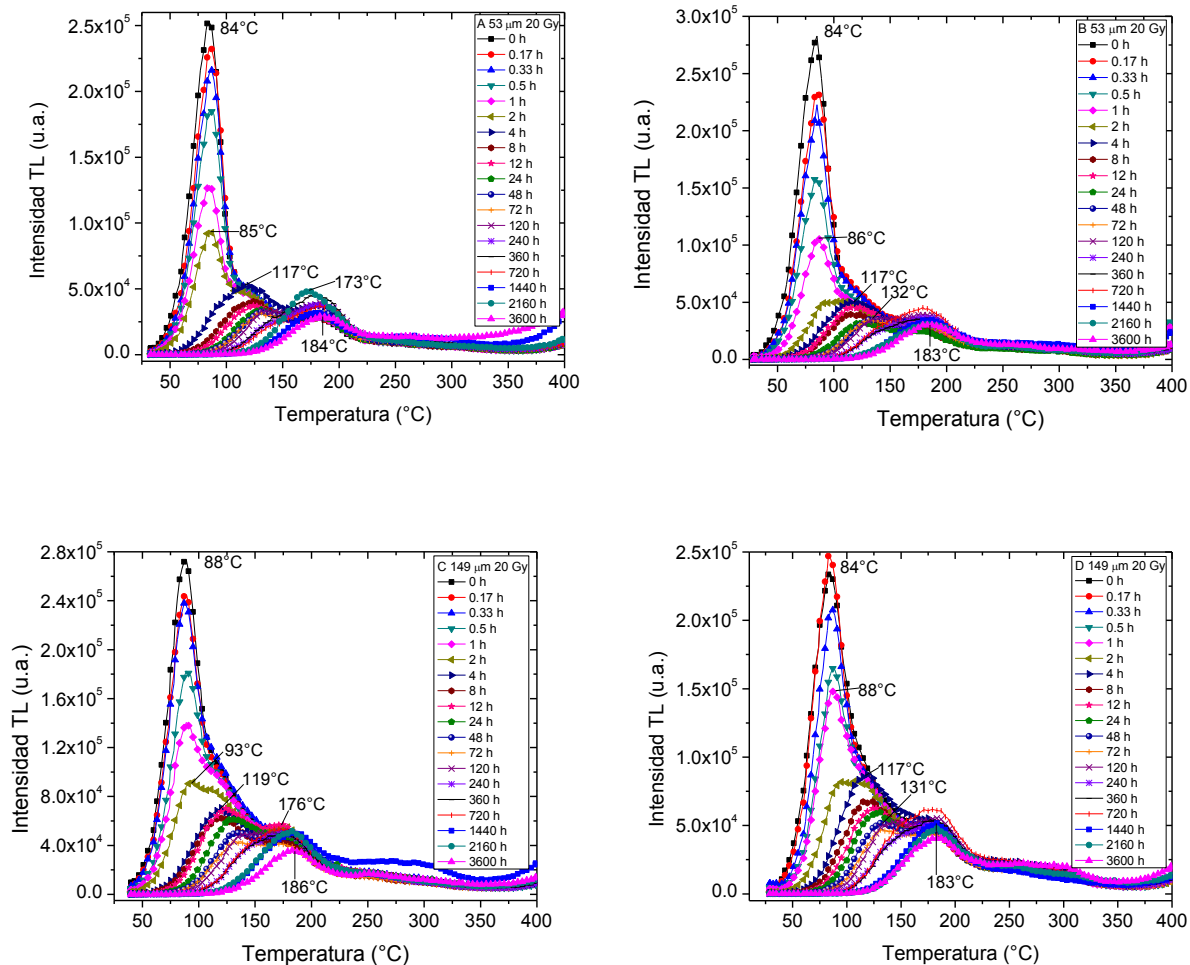 A 53 μm 20 Gy
0 h
0.17 h
0.33 h
0.5 h
1 h
2 h
4 h
8 h
12 h
24 h
48 h
72 h
120 h
240 h
360 h
720 h
1440 h
2160 h
3600 h
84°C
85°C
117°C
173°C
184°C
2.5x10⁵
2.0x10⁵
1.5x10⁵
1.0x10⁵
5.0x10⁴
0.0
50 100 150 200 250 300 350 400
Intensidad TL (u.a.)
Temperatura (°C)
B 53 μm 20 Gy
0 h
0.17 h
0.33 h
0.5 h
1 h
2 h
4 h
8 h
12 h
24 h
48 h
72 h
120 h
240 h
360 h
720 h
1440 h
2160 h
3600 h
84°C
86°C
117°C
132°C
183°C
3.0x10⁵
2.5x10⁵
2.0x10⁵
1.5x10⁵
1.0x10⁵
5.0x10⁴
0.0
50 100 150 200 250 300 350 400
Intensidad TL (u.a.)
Temperatura (°C)
C 149 μm 20 Gy
0 h
0.17 h
0.33 h
0.5 h
1 h
2 h
4 h
8 h
12 h
24 h
48 h
72 h
120 h
240 h
360 h
720 h
1440 h
2160 h
3600 h
88°C
93°C
119°C
176°C
186°C
2.8x10⁵
2.4x10⁵
2.0x10⁵
1.6x10⁵
1.2x10⁵
8.0x10⁴
4.0x10⁴
0.0
50 100 150 200 250 300 350 400
Intensidad TL (u.a.)
Temperatura (°C)
D 149 μm 20 Gy
0 h
0.17 h
0.33 h
0.5 h
1 h
2 h
4 h
8 h
12 h
24 h
48 h
72 h
120 h
240 h
360 h
720 h
1440 h
2160 h
3600 h
84°C
88°C
117°C
131°C
183°C
2.5x10⁵
2.0x10⁵
1.5x10⁵
1.0x10⁵
5.0x10⁴
0.0
50 100 150 200 250 300 350 400
Intensidad TL (u.a.)
Temperatura (°C)